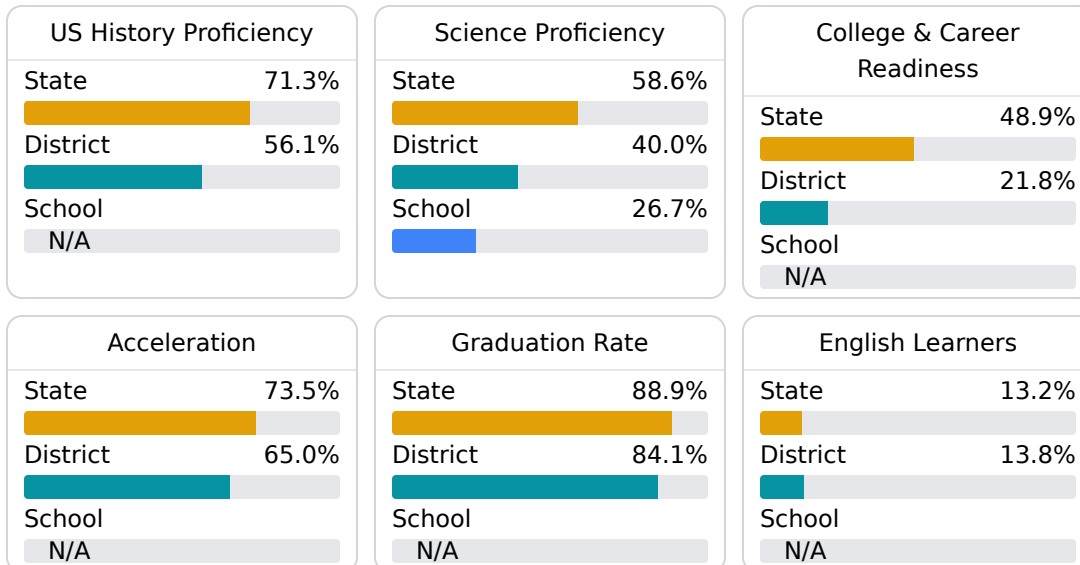 US History Proficiency
State 71.3%
District 56.1%
School
N/A
Science Proficiency
State 58.6%
District 40.0%
School 26.7%
College & Career
Readiness
State 48.9%
District 21.8%
School
N/A
Acceleration
State 73.5%
District 65.0%
School
N/A
Graduation Rate
State 88.9%
District 84.1%
School
N/A
English Learners
State 13.2%
District 13.8%
School
N/A